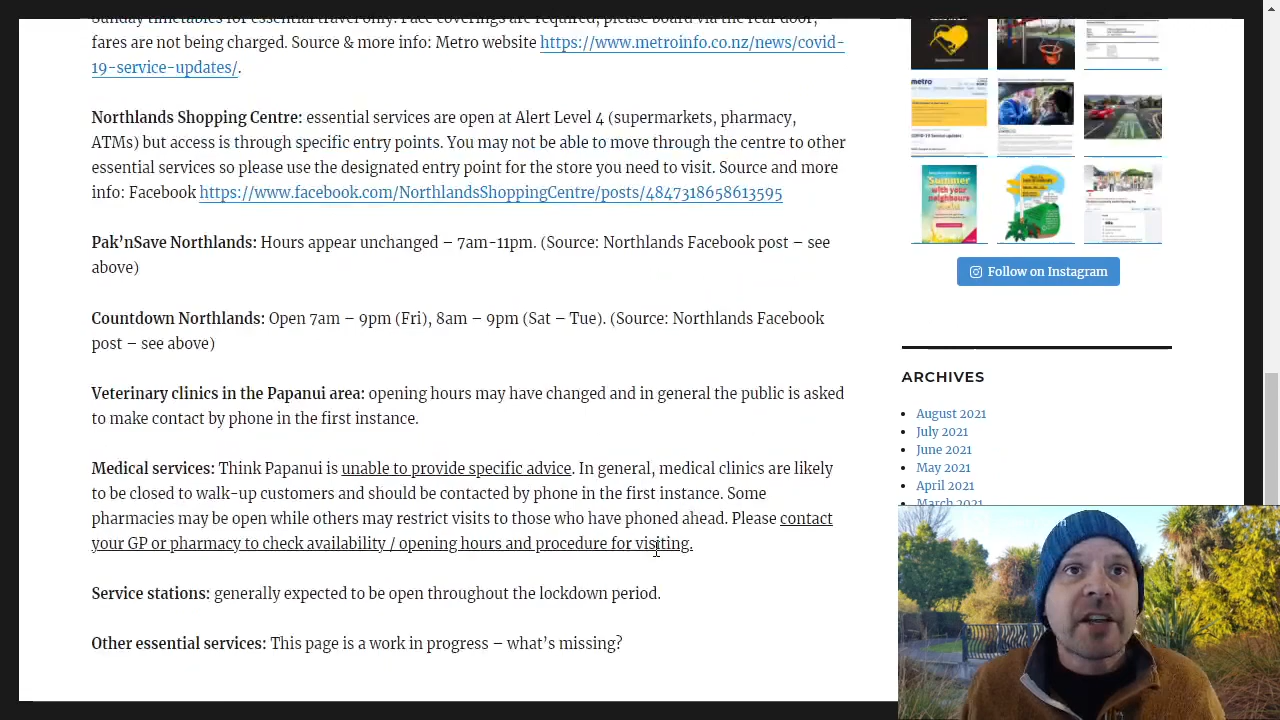 Sunday timetables for essential travel only. Face coverings are required, please board via the rear door,
fares are not being charged. Source & more info: Metro website https://www.metroinfo.co.nz/news/covid-
19-service-updates/.
Northlands Shopping Centre: essential stores are open in Alert Level 4 (supermarkets, pharmacy,
ATMs) but access is through specific entry points. You will not be able to move through the centre to other
essential services so please use the assigned entry point for the store you need to visit. Source and more
info: Facebook https://www.facebook.com/NorthlandsShoppingCentre/posts/4847318658613595
Pak'nSave Northlands: Hours appear unchanged – 7am – 9pm. (Source: Northlands Facebook post – see
above)
Countdown Northlands: Open 7am – 9pm (Fri), 8am – 9pm (Sat – Tue). (Source: Northlands Facebook
post – see above)
Veterinary clinics in the Papanui area: opening hours may have changed and in general the public is asked
to make contact by phone in the first instance.
Medical services: Think Papanui is unable to provide specific advice. In general, medical clinics are likely
to be closed to walk-up customers and should be contacted by phone in the first instance. Some
pharmacies may be open while others may restrict visits to those who have phoned ahead. Please contact
your GP or pharmacy to check availability / opening hours and procedure for visiting.
Service stations: generally expected to be open throughout the lockdown period.
Other essential services: This page is a work in progress – what's missing?
metro
Summer
with your
neighbours
Follow on Instagram
ARCHIVES
August 2021
July 2021
June 2021
May 2021
April 2021
March 2021